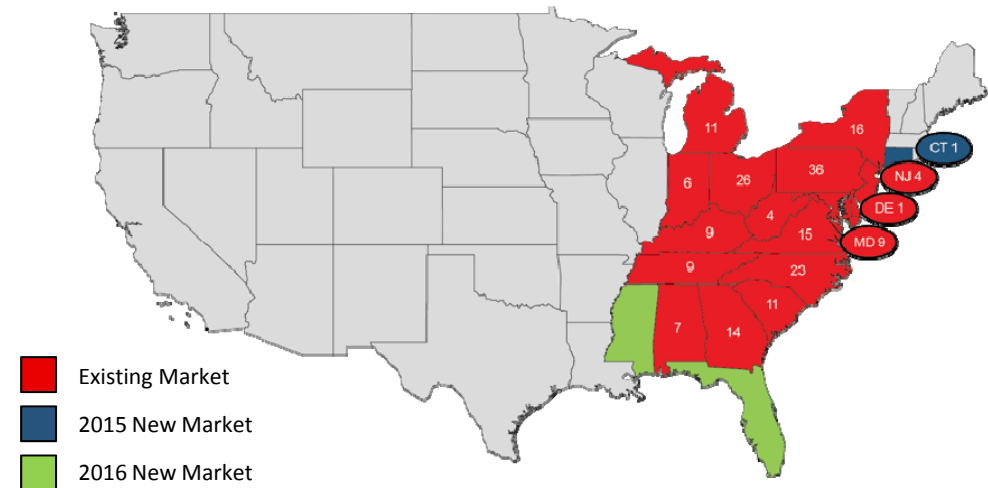 11
16
CT 1
6
26
36
NJ 4
4
DE 1
9
15
MD 9
9
23
11
7
14
Existing Market
2015 New Market
2016 New Market